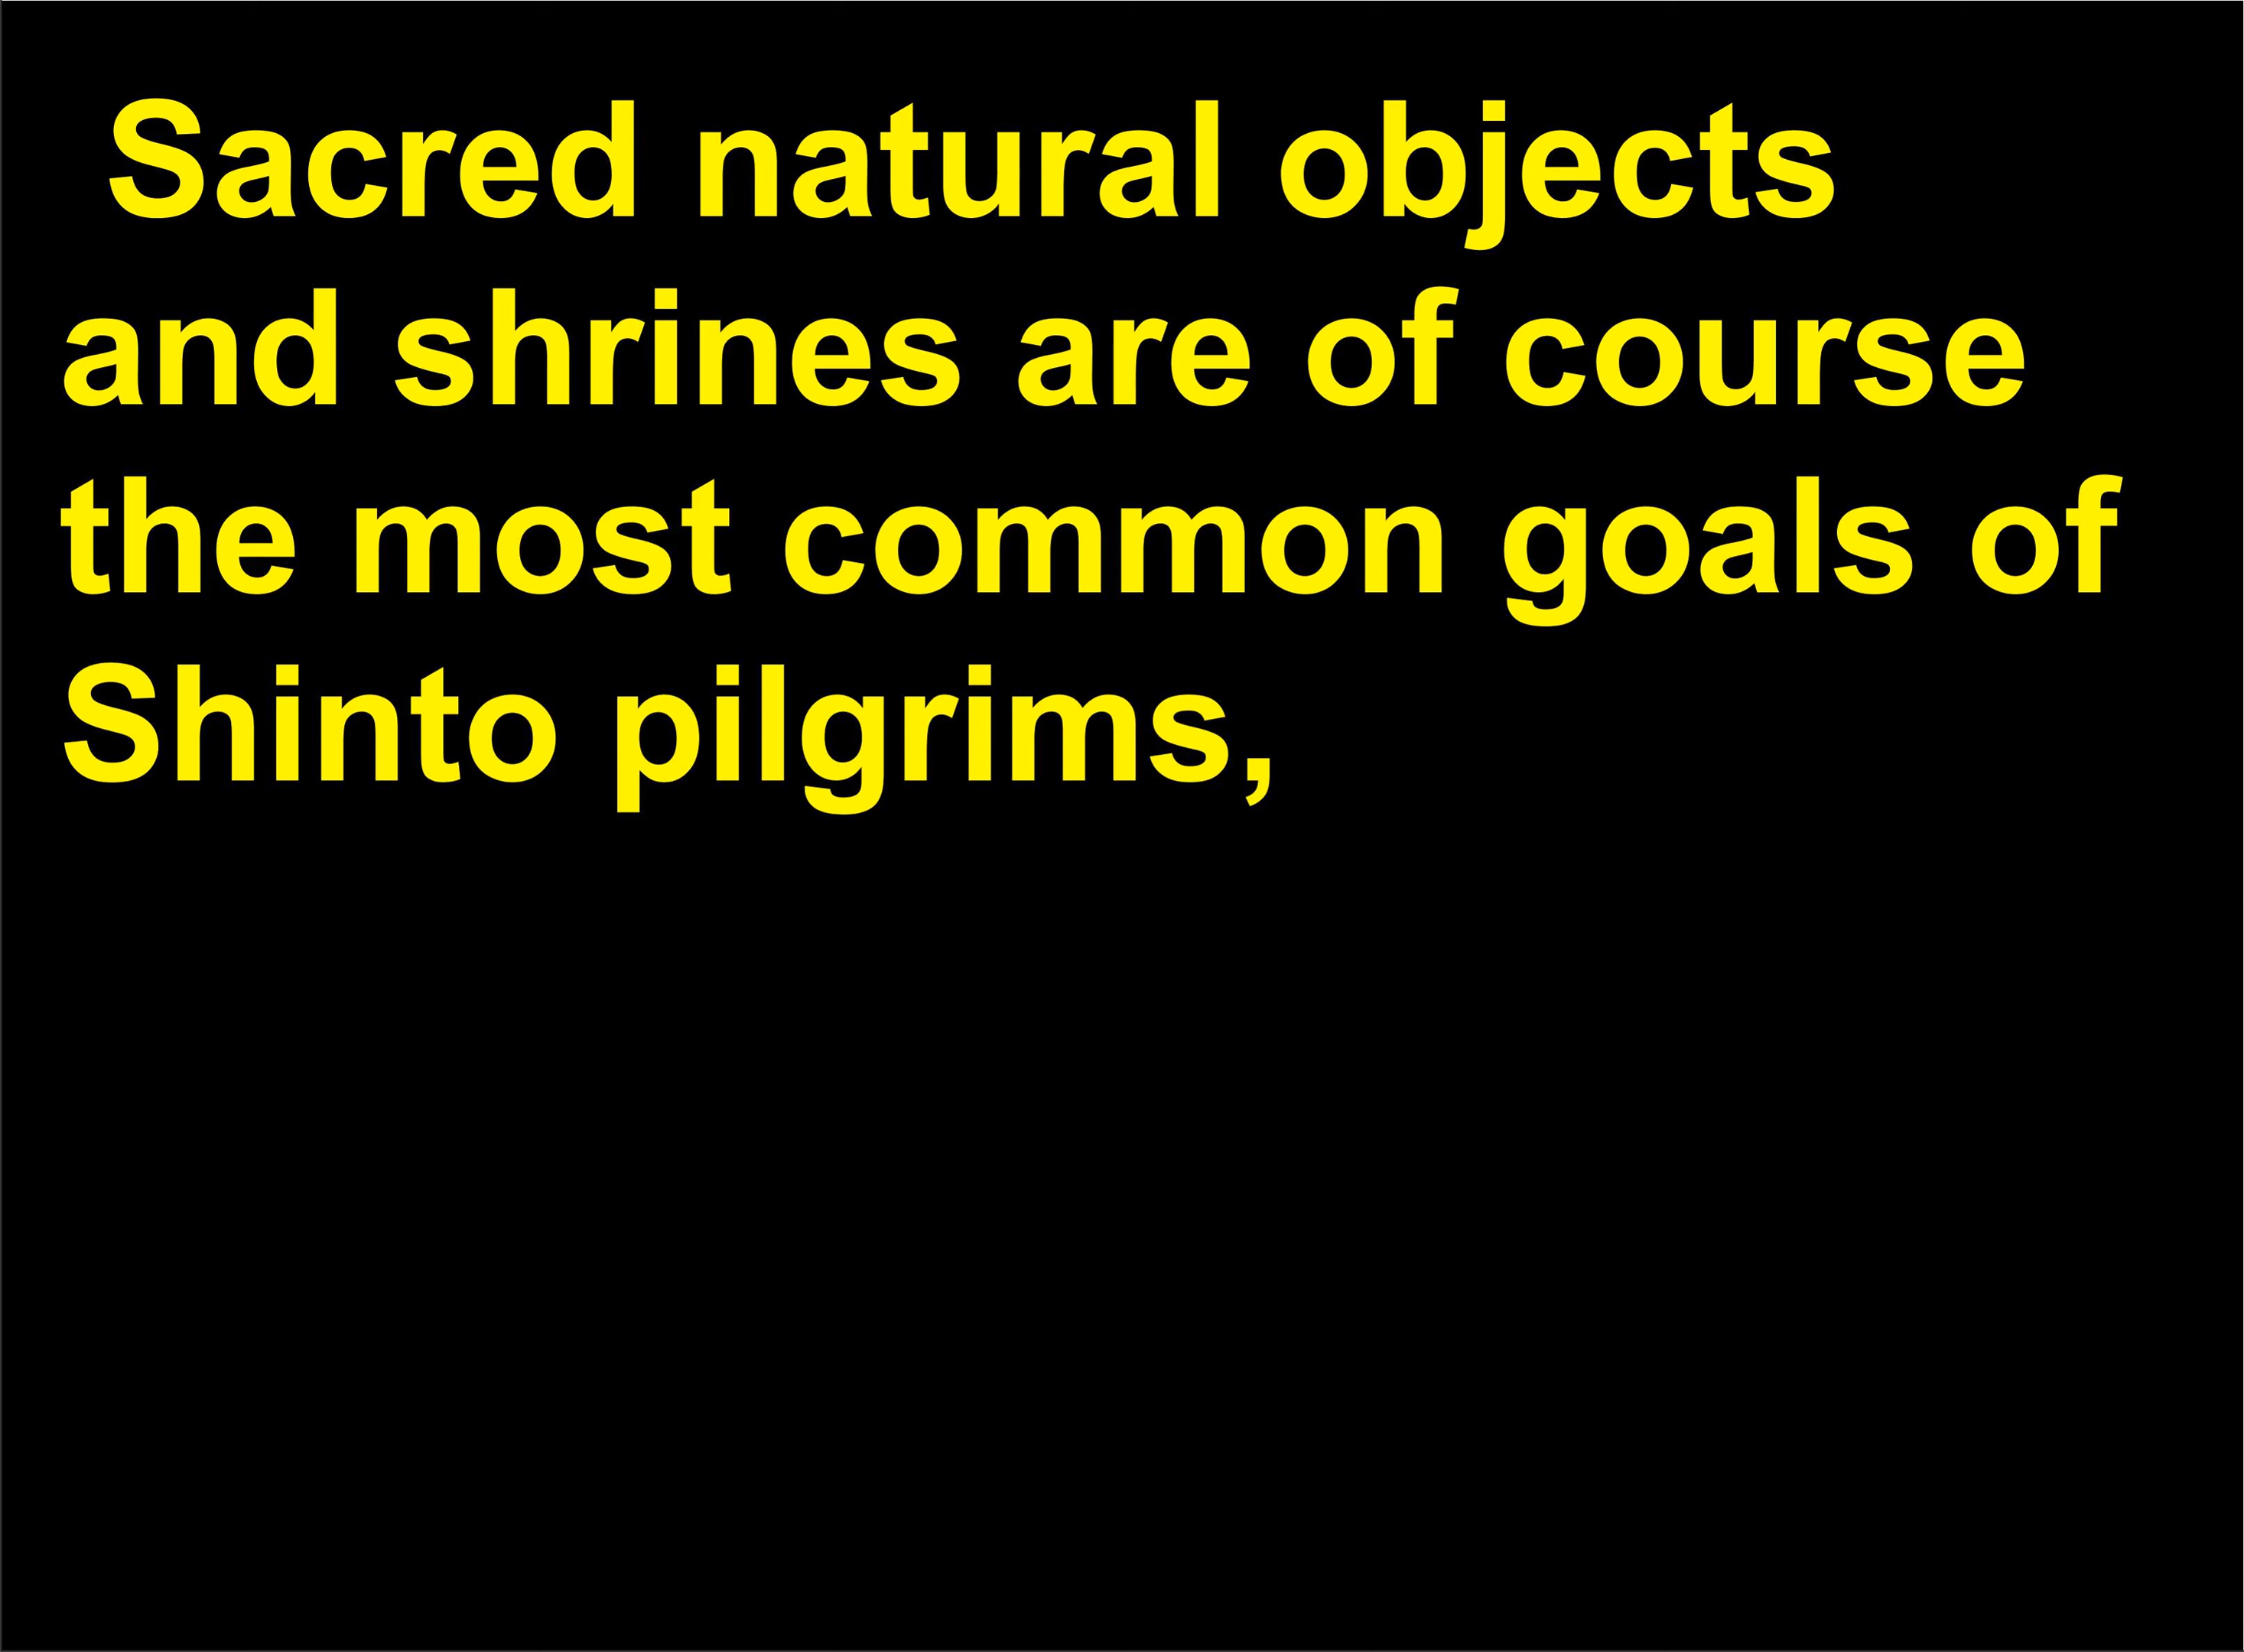 Sacred natural objects
and shrines are of course
the most common goals of
Shinto pilgrims,